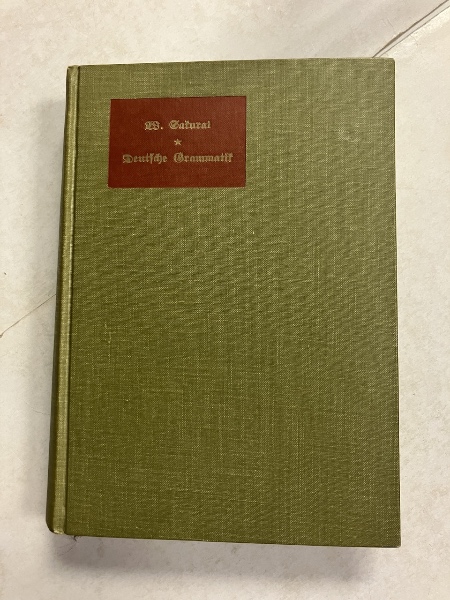 W. Sakurai
★
Deutsche Grammatik